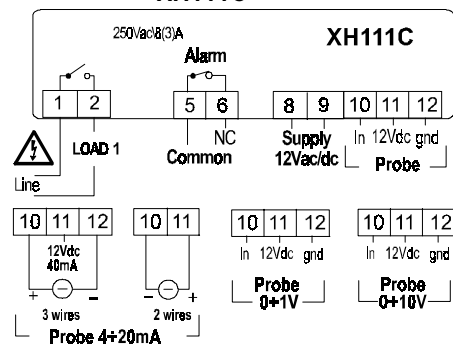 250Vac\8(3)A
XH111C
Alarm
1 2 5 6 8 9 10 11 12
LOAD 1
NC
Common
Supply
12Vac/dc
In 12Vdc gnd
Probe
Line
10 11 12
12Vdc
40mA
+ −
3 wires
10 11
− +
2 wires
Probe 4÷20mA
10 11 12
In 12Vdc gnd
Probe
0÷1V
10 11 12
In 12Vdc gnd
Probe
0÷10V